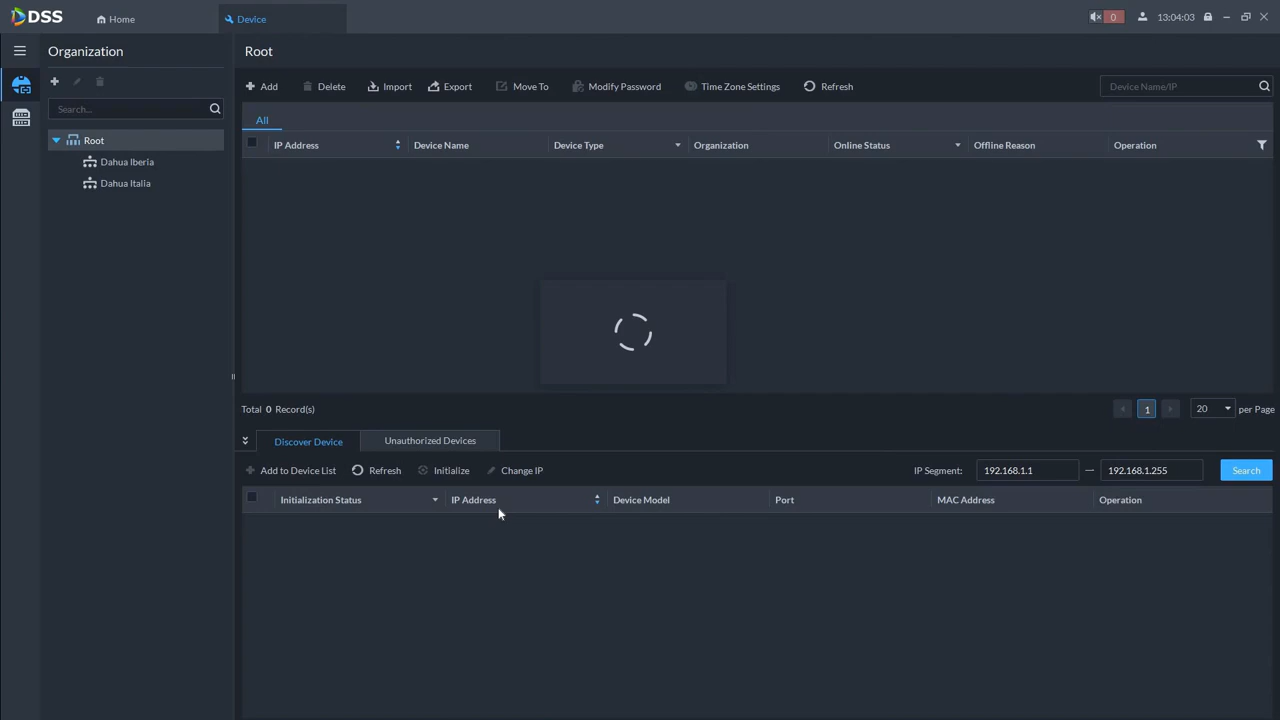 DSS
Home
Device
0
13:04:03
Organization
Root
Add
Delete
Import
Export
Move To
Modify Password
Time Zone Settings
Refresh
Device Name/IP
Search...
All
Root
Dahua Iberia
Dahua Italia
IP Address
Device Name
Device Type
Organization
Online Status
Offline Reason
Operation
Total 0 Record(s)
1
20
per Page
Discover Device
Unauthorized Devices
Add to Device List
Refresh
Initialize
Change IP
IP Segment:
192.168.1.1
—
192.168.1.255
Search
Initialization Status
IP Address
Device Model
Port
MAC Address
Operation